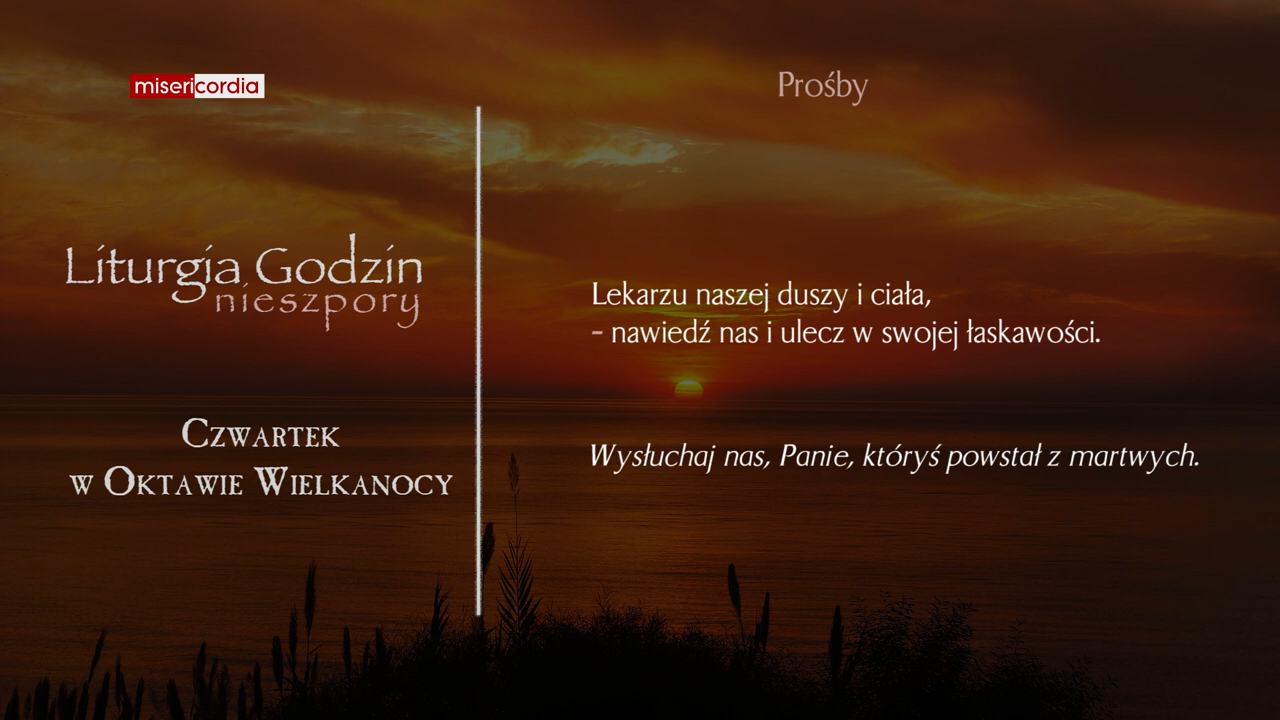 misericordia
Liturgia Godzin
nieszpory
Czwartek
w Oktawie Wielkanocy
Prośby
Lekarzu naszej duszy i ciała,
- nawiedź nas i ulecz w swojej łaskawości.
Wysłuchaj nas, Panie, któryś powstał z martwych.